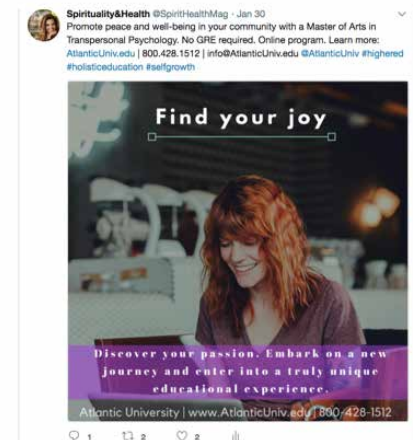 Spirituality&Health @SpiritHealthMag · Jan 30
Promote peace and well-being in your community with a Master of Arts in
Transpersonal Psychology. No GRE required. Online program. Learn more:
AtlanticUniv.edu | 800.428.1512 | info@AtlanticUniv.edu @AtlanticUniv #highered
#holisticeducation #selfgrowth
Find your joy
Discover your passion. Embark on a new
journey and enter into a truly unique
educational experience.
Atlantic University | www.AtlanticUniv.edu | 800-428-1512
1 2 2